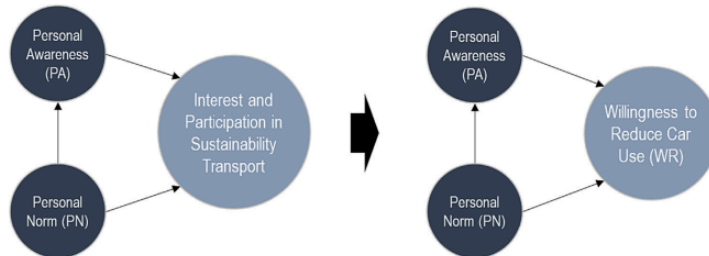 Personal
Awareness
(PA)
Interest and
Participation in
Sustainability
Transport
Personal
Norm (PN)
Personal
Awareness
(PA)
Willingness to
Reduce Car
Use (WR)
Personal
Norm (PN)